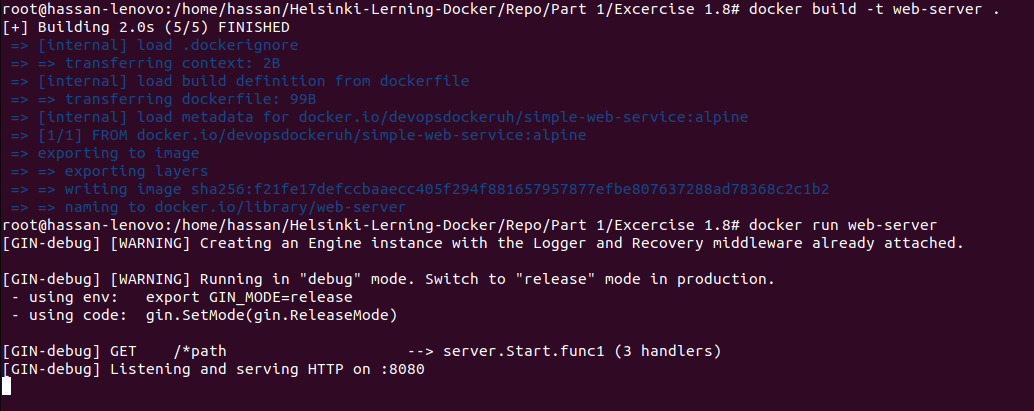 root@hassan-lenovo:/home/hassan/Helsinki-Lerning-Docker/Repo/Part 1/Excercise 1.8# docker build -t web-server .
[+] Building 2.0s (5/5) FINISHED
 => [internal] load .dockerignore
 => => transferring context: 2B
 => [internal] load build definition from dockerfile
 => => transferring dockerfile: 99B
 => [internal] load metadata for docker.io/devopsdockeruh/simple-web-service:alpine
 => [1/1] FROM docker.io/devopsdockeruh/simple-web-service:alpine
 => exporting to image
 => => exporting layers
 => => writing image sha256:f21fe17defccbaaecc405f294f881657957877efbe807637288ad78368c2c1b2
 => => naming to docker.io/library/web-server
root@hassan-lenovo:/home/hassan/Helsinki-Lerning-Docker/Repo/Part 1/Excercise 1.8# docker run web-server
[GIN-debug] [WARNING] Creating an Engine instance with the Logger and Recovery middleware already attached.

[GIN-debug] [WARNING] Running in "debug" mode. Switch to "release" mode in production.
 - using env:   export GIN_MODE=release
 - using code:  gin.SetMode(gin.ReleaseMode)

[GIN-debug] GET    /*path                    --> server.Start.func1 (3 handlers)
[GIN-debug] Listening and serving HTTP on :8080